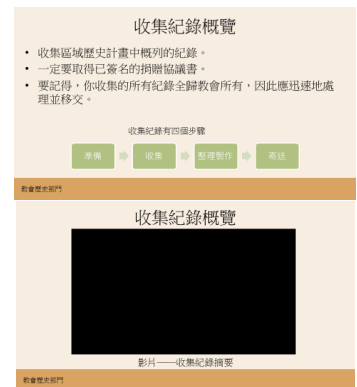 收集紀錄概覽
• 收集區域歷史計畫中概列的紀錄。
• 一定要取得已簽名的捐贈協議書。
• 要記得，你收集的所有紀錄全歸教會所有，因此應迅速地處
理並移交。
收集紀錄有四個步驟
準備
收集
整理製作
寄送
教會歷史部門
收集紀錄概覽
影片——收集紀錄摘要
教會歷史部門